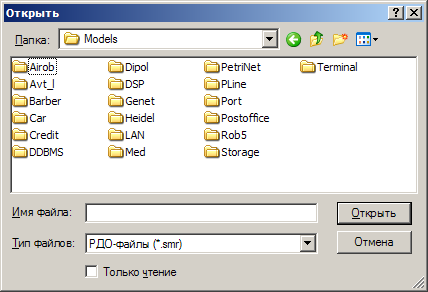 Открыть
Папка: Models
Airob Dipol PetriNet Terminal
Avt_l DSP PLine
Barber Genet Port
Car Heidel Postoffice
Credit LAN Rob5
DDBMS Med Storage
Имя файла: Открыть
Тип файлов: РДО-файлы (*.smr) Отмена
Только чтение